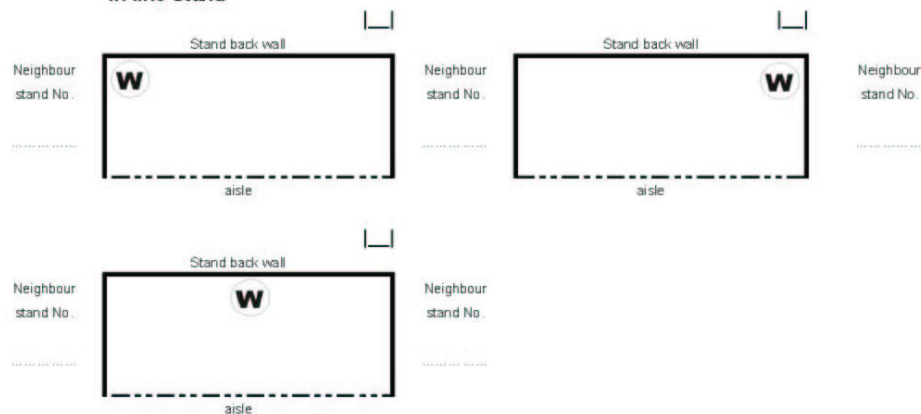 Stand back wall
Stand back wall
Neighbour
stand No.
W
Neighbour
stand No.
W
Neighbour
stand No.
……………
……………
……………
aisle
aisle
Stand back wall
Neighbour
stand No.
W
Neighbour
stand No.
……………
……………
aisle